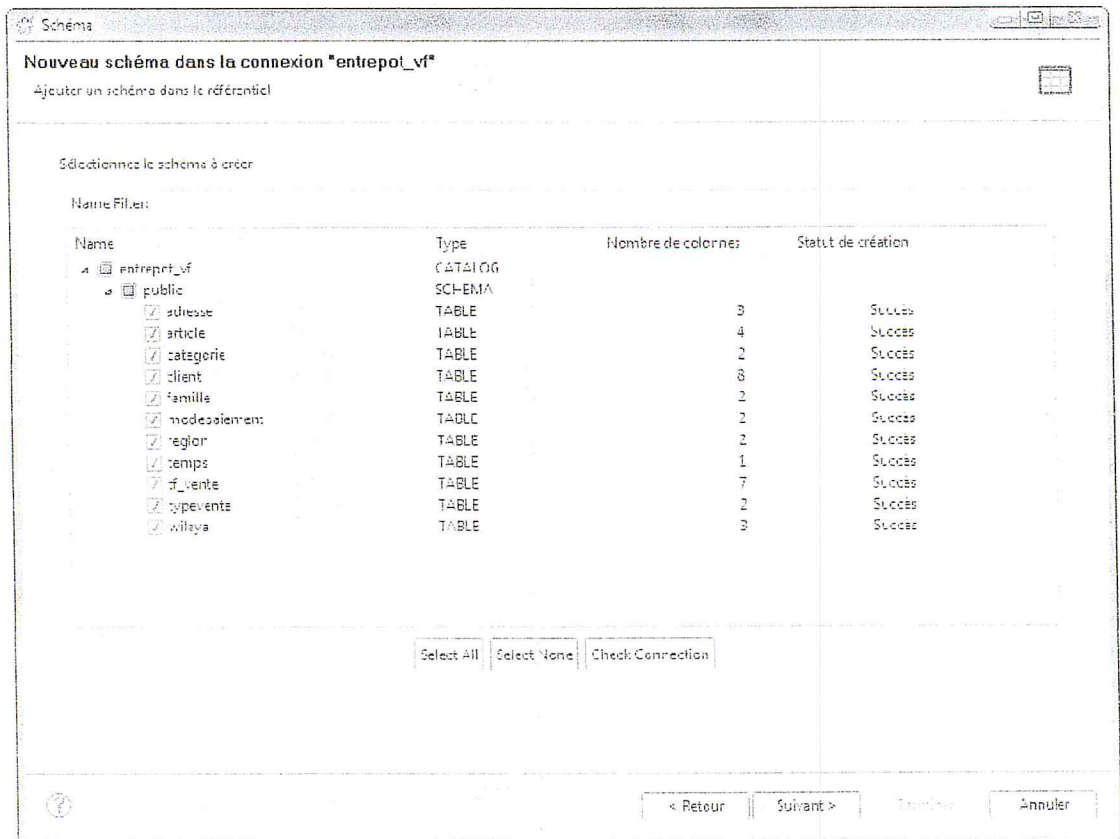 Schéma
Nouveau schéma dans la connexion "entrepot_vf"
Ajouter un schéma dans le référentiel
Sélectionnez le schéma à créer
Name Filter:
Name Type Nombre de colonnes Statut de création
entrepot_vf CATALOG
public SCHEMA
adresse TABLE 3 Succès
article TABLE 4 Succès
categorie TABLE 2 Succès
client TABLE 8 Succès
famille TABLE 2 Succès
modepaiement TABLE 2 Succès
region TABLE 2 Succès
temps TABLE 1 Succès
tf_vente TABLE 7 Succès
typevente TABLE 2 Succès
wilaya TABLE 3 Succès
Select All Select None Check Connection
< Retour Suivant > Terminer Annuler